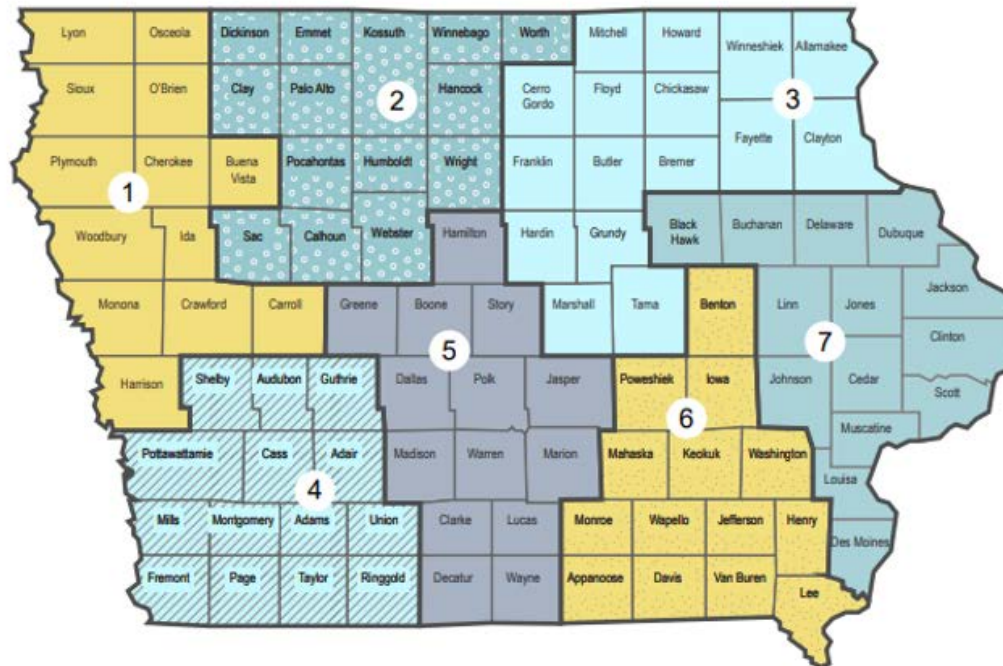 Lyon
Osceola
Dickinson
Emmet
Kossuth
Winnebago
Worth
Mitchell
Howard
Winneshiek
Allamakee
Sioux
O'Brien
Clay
Palo Alto
2
Hancock
Cerro
Gordo
Floyd
Chickasaw
3
Plymouth
Cherokee
Buena
Vista
Pocahontas
Humboldt
Wright
Franklin
Butler
Bremer
Fayette
Clayton
1
Woodbury
Ida
Sac
Calhoun
Webster
Hamilton
Hardin
Grundy
Black
Hawk
Buchanan
Delaware
Dubuque
Monona
Crawford
Carroll
Greene
Boone
Story
Marshall
Tama
Benton
Linn
Jones
Jackson
5
7
Clinton
Harrison
Shelby
Audubon
Guthrie
Dallas
Polk
Jasper
Poweshiek
Iowa
Johnson
Cedar
Scott
6
Muscatine
Pottawattamie
Cass
Adair
Madison
Warren
Marion
Mahaska
Keokuk
Washington
Louisa
4
Mills
Montgomery
Adams
Union
Clarke
Lucas
Monroe
Wapello
Jefferson
Henry
Des Moines
Fremont
Page
Taylor
Ringgold
Decatur
Wayne
Appanoose
Davis
Van Buren
Lee